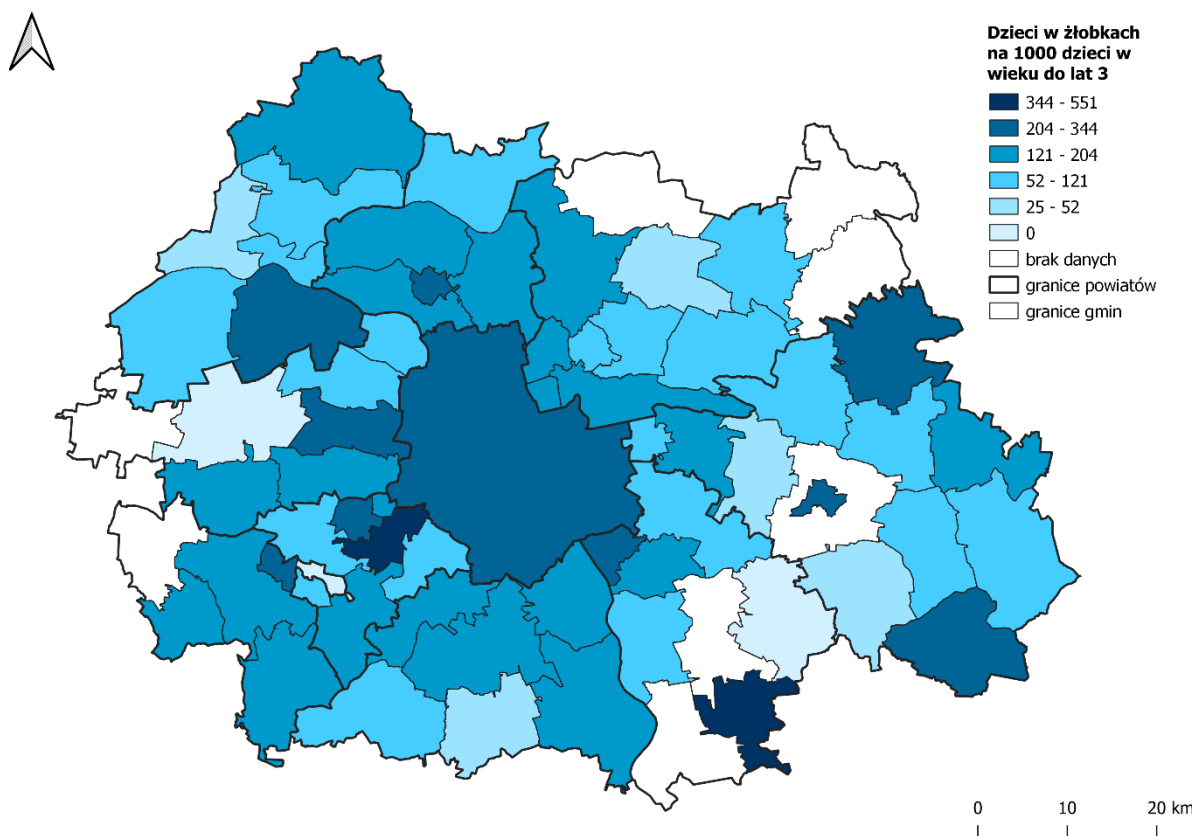 Dzieci w żłobkach
na 1000 dzieci w
wieku do lat 3
344 - 551
204 - 344
121 - 204
52 - 121
25 - 52
0
brak danych
granice powiatów
granice gmin
0 10 20 km